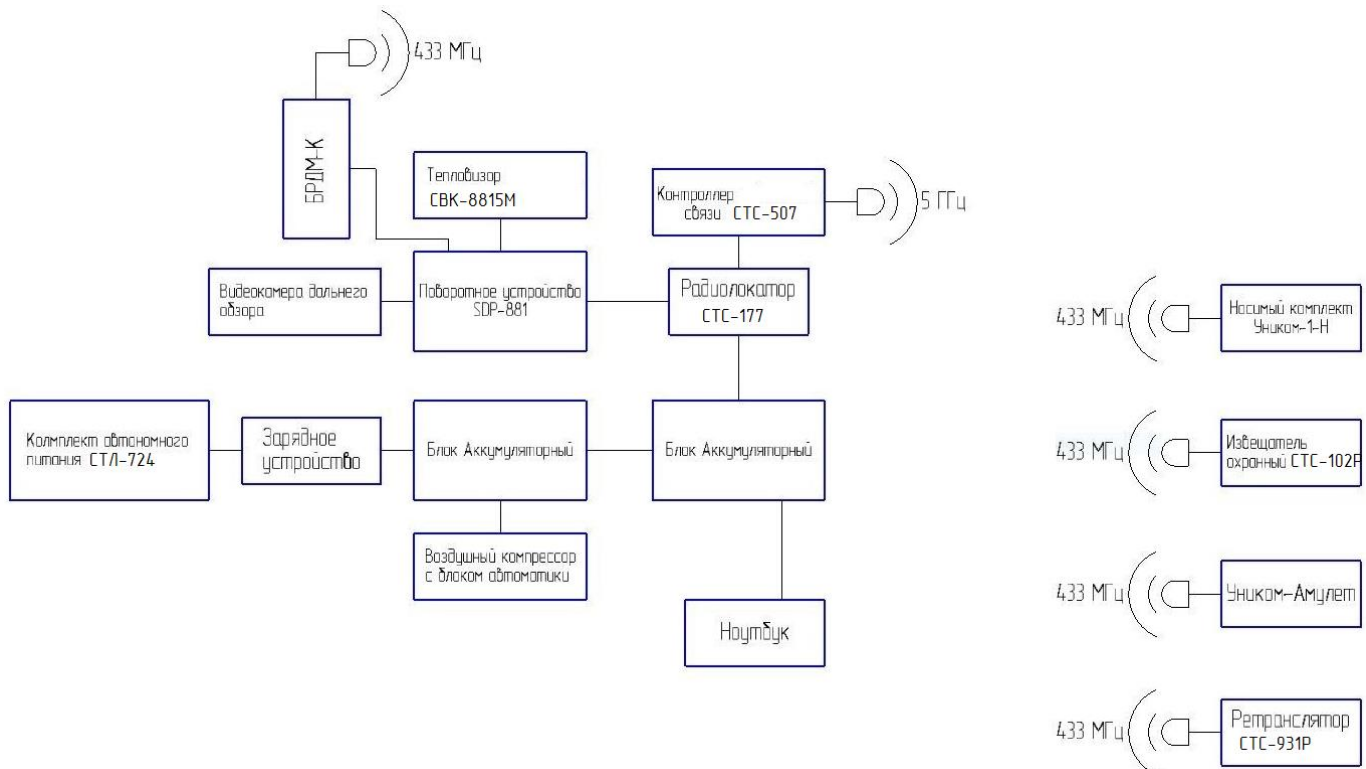 433 МГц
БРДМ-К
Тепловизор
СВК-8815М
Контроллер
связи СТС-507
5 ГГц
Видеокамера дальнего
обзора
Поворотное устройство
SDP-881
Радиолокатор
СТС-177
433 МГц
Носимый комплект
Уником-1-Н
Колмплект автономного
питания СТЛ-724
Зарядное
устройство
Блок Аккумуляторный
Блок Аккумуляторный
433 МГц
Извещатель
охранный СТС-102Р
Воздушный компрессор
с блоком автоматики
433 МГц
Уником-Амулет
Ноутбук
433 МГц
Ретранслятор
СТС-931Р